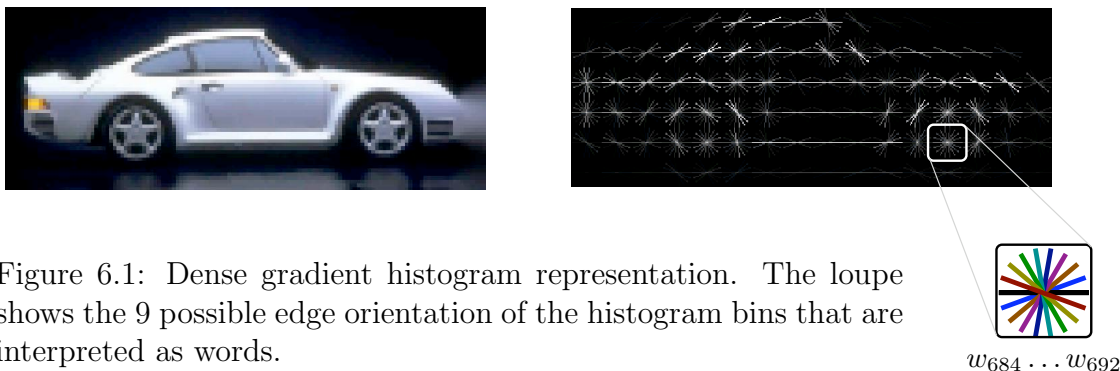 Figure 6.1: Dense gradient histogram representation. The loupe
shows the 9 possible edge orientation of the histogram bins that are
interpreted as words.
w684 . . . w692